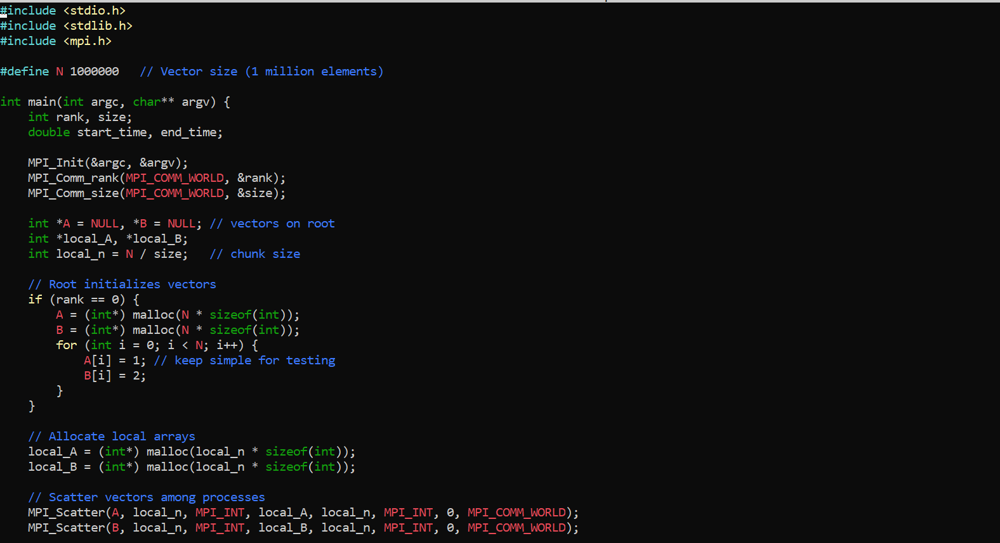 #include <stdio.h>
#include <stdlib.h>
#include <mpi.h>

#define N 1000000   // Vector size (1 million elements)

int main(int argc, char** argv) {
    int rank, size;
    double start_time, end_time;

    MPI_Init(&argc, &argv);
    MPI_Comm_rank(MPI_COMM_WORLD, &rank);
    MPI_Comm_size(MPI_COMM_WORLD, &size);

    int *A = NULL, *B = NULL; // vectors on root
    int *local_A, *local_B;
    int local_n = N / size;   // chunk size

    // Root initializes vectors
    if (rank == 0) {
        A = (int*) malloc(N * sizeof(int));
        B = (int*) malloc(N * sizeof(int));
        for (int i = 0; i < N; i++) {
            A[i] = 1; // keep simple for testing
            B[i] = 2;
        }
    }

    // Allocate local arrays
    local_A = (int*) malloc(local_n * sizeof(int));
    local_B = (int*) malloc(local_n * sizeof(int));

    // Scatter vectors among processes
    MPI_Scatter(A, local_n, MPI_INT, local_A, local_n, MPI_INT, 0, MPI_COMM_WORLD);
    MPI_Scatter(B, local_n, MPI_INT, local_B, local_n, MPI_INT, 0, MPI_COMM_WORLD);